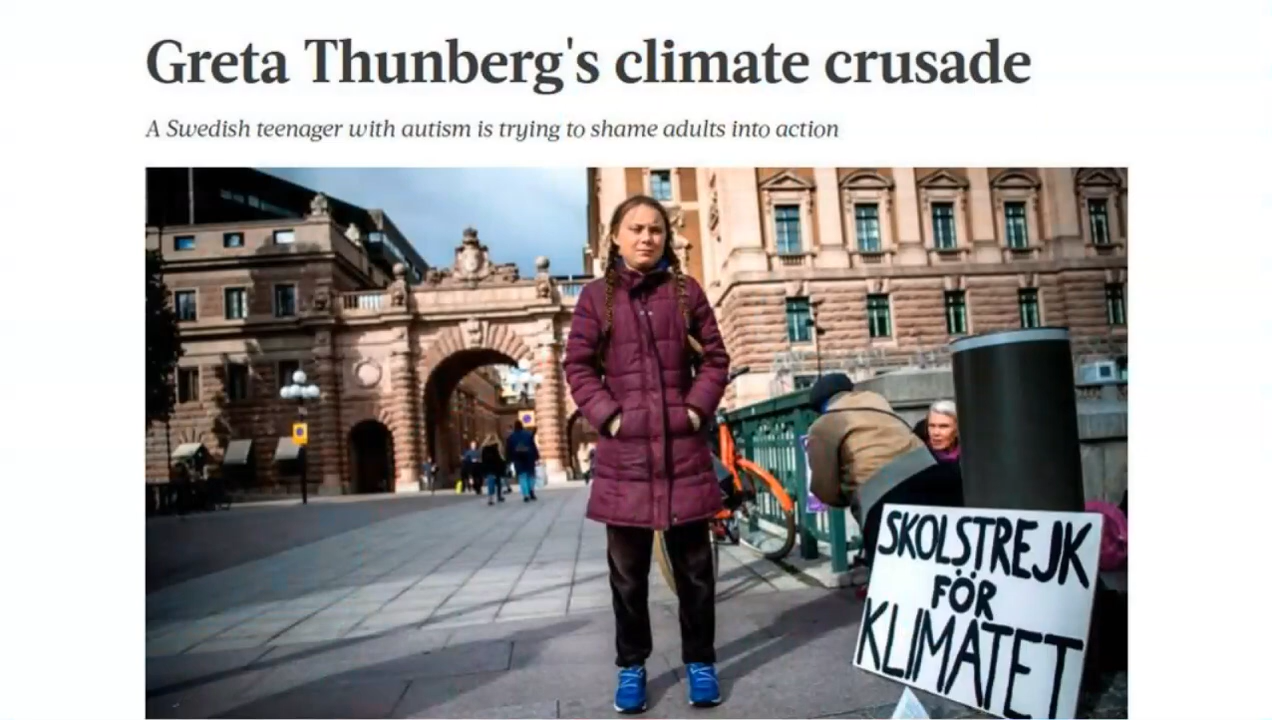 Greta Thunberg's climate crusade
A Swedish teenager with autism is trying to shame adults into action
SKOLSTREJK
FÖR
KLIMATET